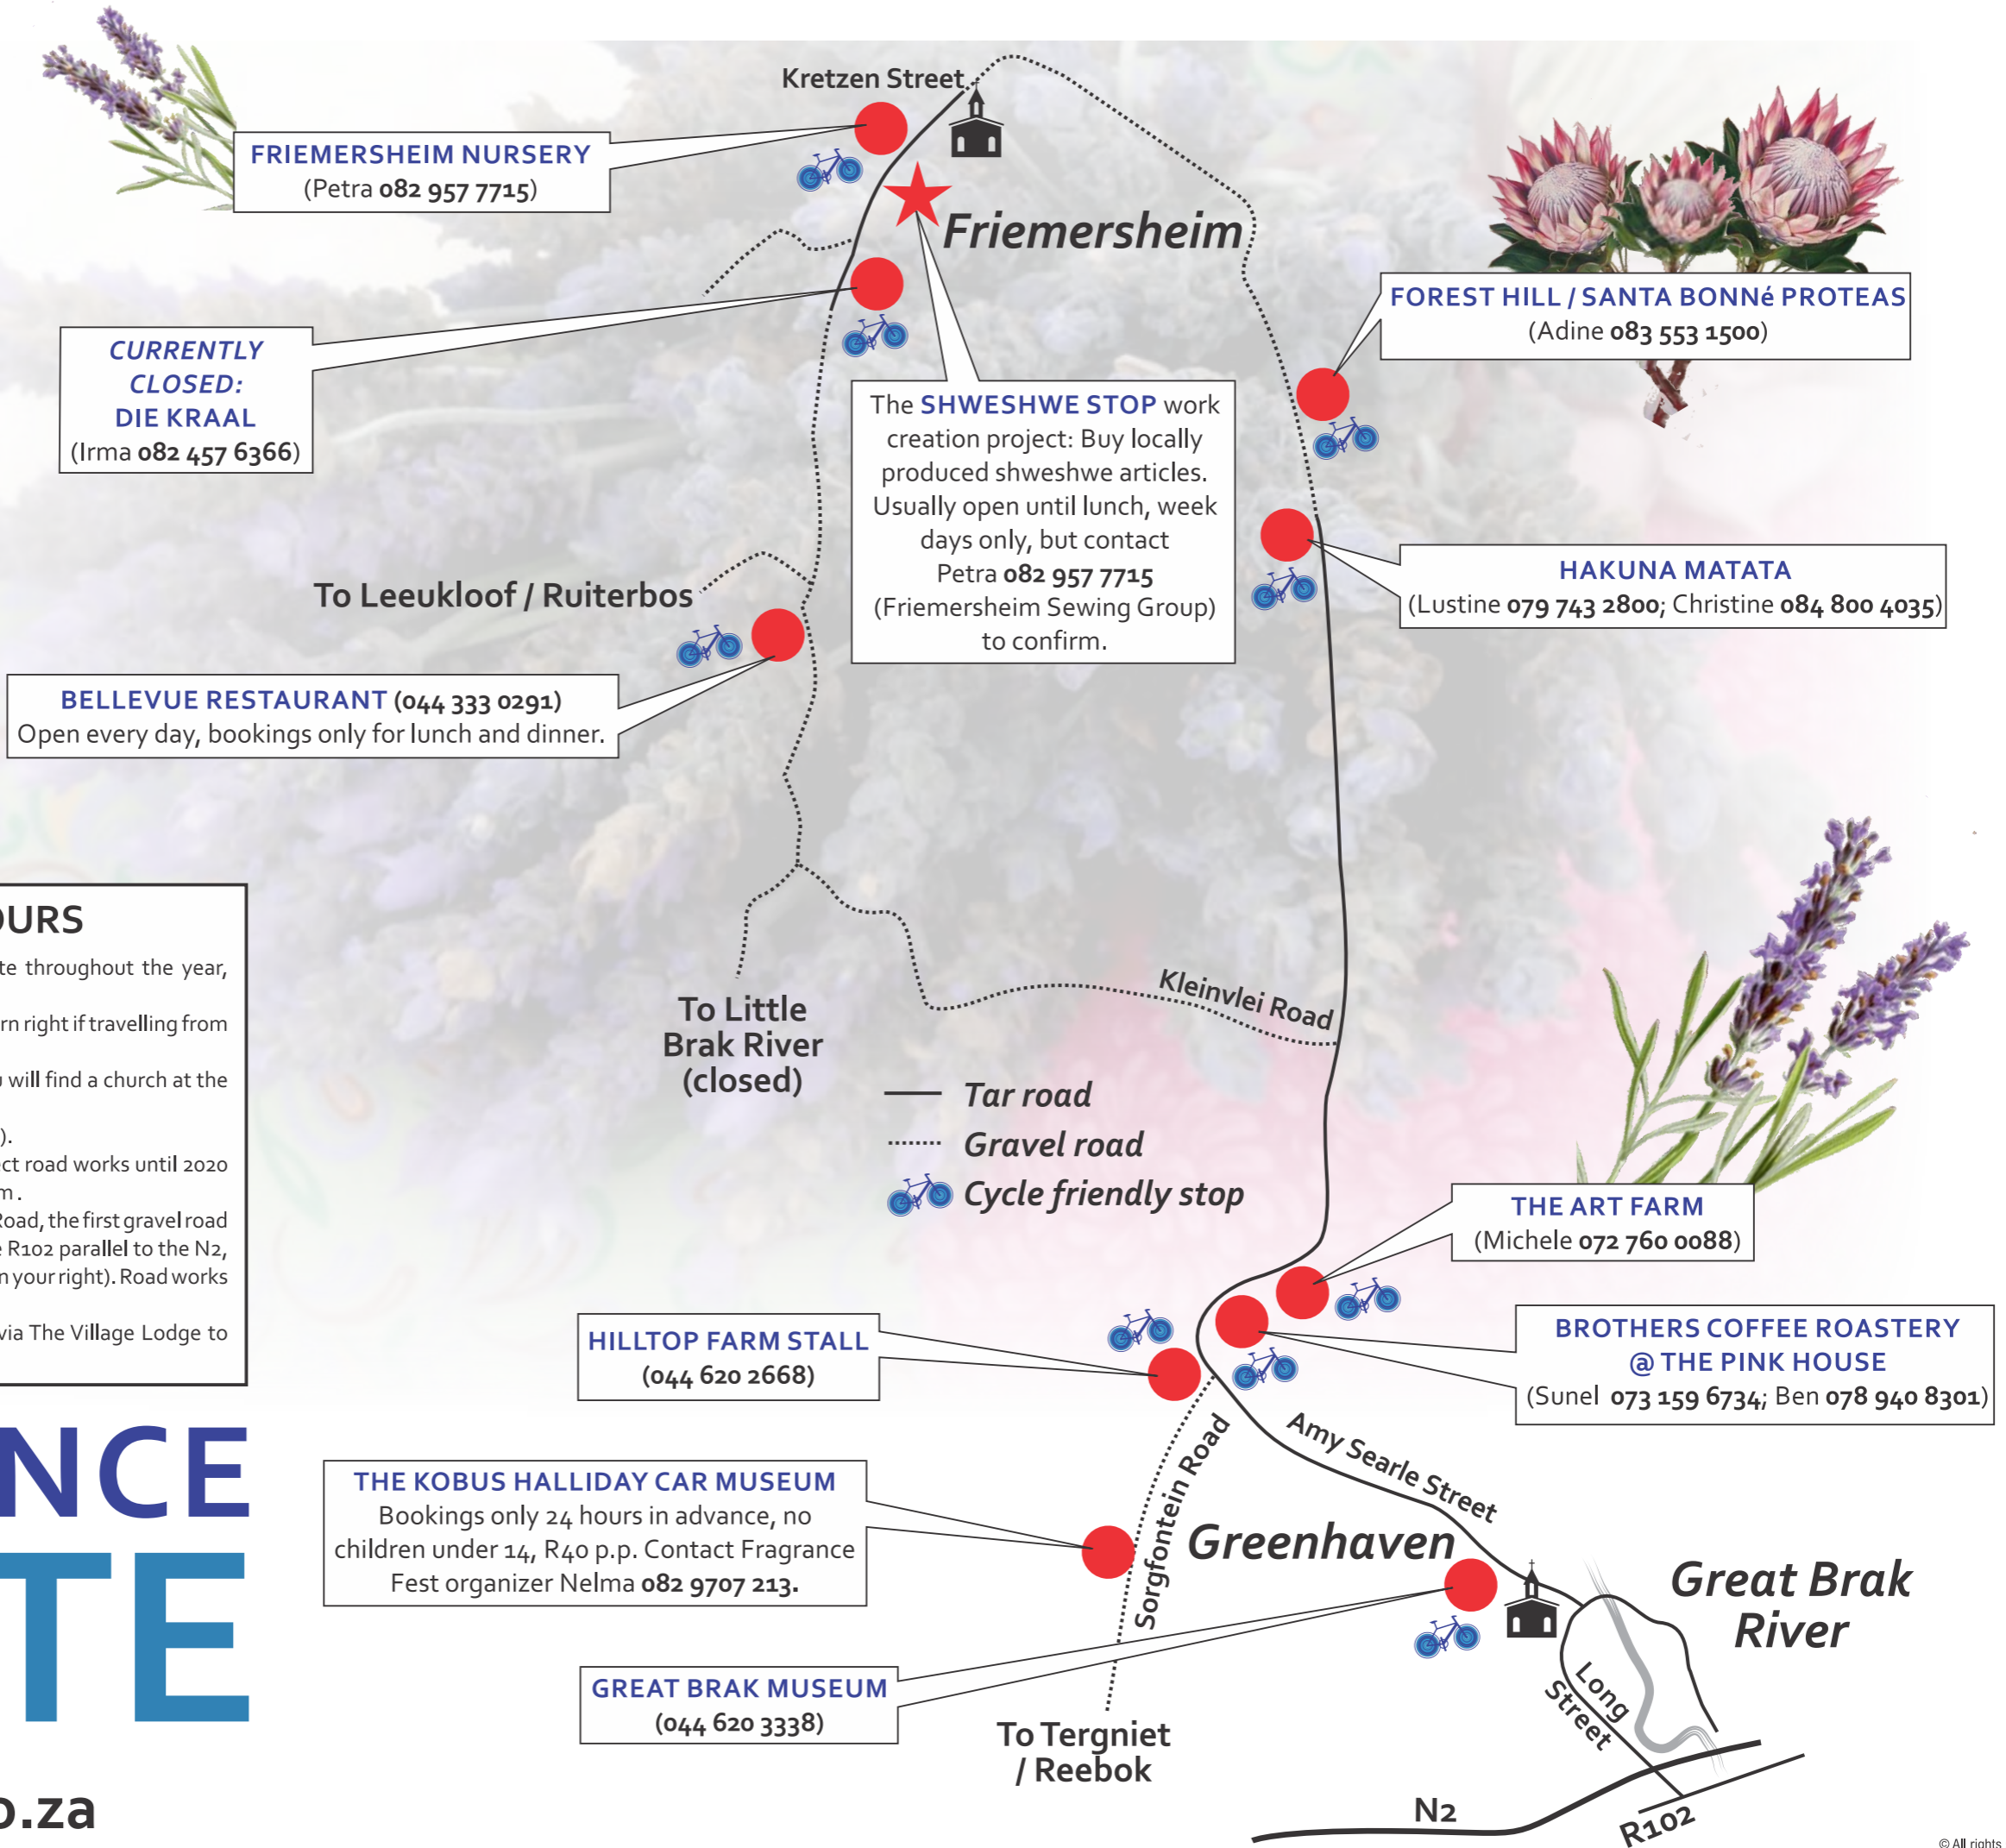 Kretzen Street
FRIEMERSHEIM NURSERY
(Petra 082 957 7715)
Friemersheim
FOREST HILL / SANTA BONNé PROTEAS
(Adine 083 553 1500)
CURRENTLY
CLOSED:
DIE KRAAL
(Irma 082 457 6366)
The SHWESHWE STOP work
creation project: Buy locally
produced shweshwe articles.
Usually open until lunch, week
days only, but contact
Petra 082 957 7715
(Friemersheim Sewing Group)
to confirm.
HAKUNA MATATA
(Lustine 079 743 2800; Christine 084 800 4035)
To Leeukloof / Ruiterbos
BELLEVUE RESTAURANT (044 333 0291)
Open every day, bookings only for lunch and dinner.
OURS
te throughout the year,
rn right if travelling from
u will find a church at the
).
ect road works until 2020
m.
Road, the first gravel road
e R102 parallel to the N2,
n your right). Road works
via The Village Lodge to
To Little
Brak River
(closed)
Kleinvlei Road
Tar road
Gravel road
Cycle friendly stop
THE ART FARM
(Michele 072 760 0088)
HILLTOP FARM STALL
(044 620 2668)
BROTHERS COFFEE ROASTERY
@ THE PINK HOUSE
(Sunel 073 159 6734; Ben 078 940 8301)
Amy Searle Street
Sorgfontein Road
NCE
TE
o.za
THE KOBUS HALLIDAY CAR MUSEUM
Bookings only 24 hours in advance, no
children under 14, R40 p.p. Contact Fragrance
Fest organizer Nelma 082 9707 213.
Greenhaven
Great Brak
River
GREAT BRAK MUSEUM
(044 620 3338)
To Tergniet
/ Reebok
Long
Street
N2
R102
© All rights